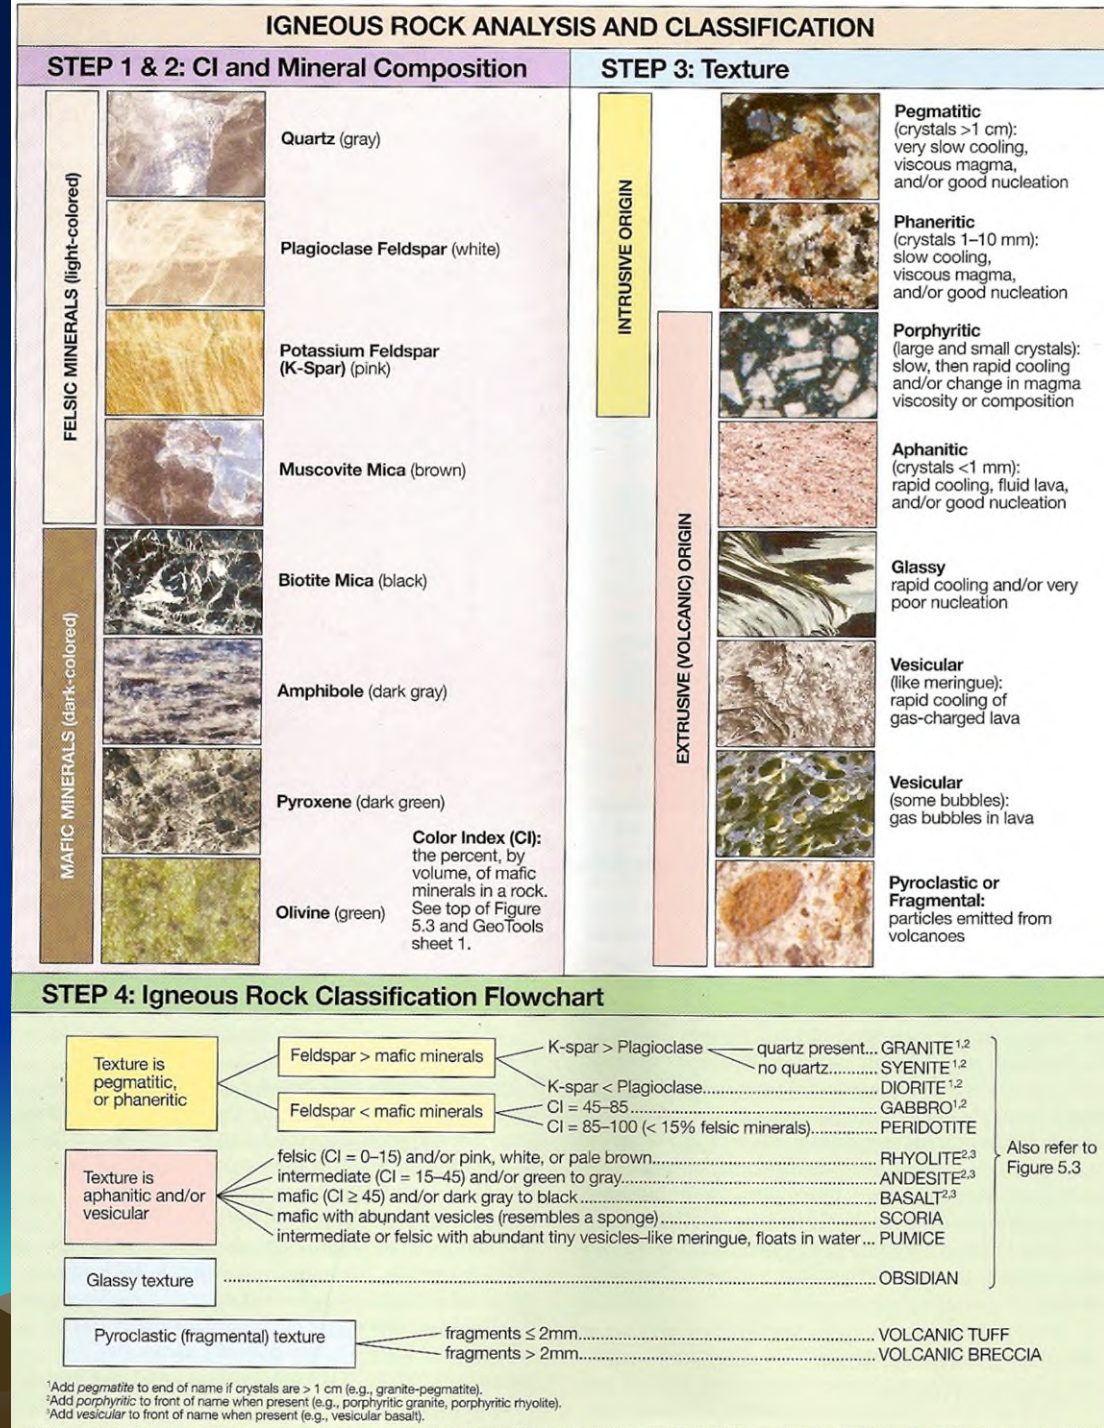 IGNEOUS ROCK ANALYSIS AND CLASSIFICATION
STEP 1 & 2: CI and Mineral Composition
FELSIC MINERALS (light-colored)
Quartz (gray)
Plagioclase Feldspar (white)
Potassium Feldspar
(K-Spar) (pink)
Muscovite Mica (brown)
MAFIC MINERALS (dark-colored)
Biotite Mica (black)
Amphibole (dark gray)
Pyroxene (dark green)
Olivine (green)
Color Index (CI):
the percent, by
volume, of mafic
minerals in a rock.
See top of Figure
5.3 and GeoTools
sheet 1.
STEP 3: Texture
INTRUSIVE ORIGIN
EXTRUSIVE (VOLCANIC) ORIGIN
Pegmatitic
(crystals >1 cm):
very slow cooling,
viscous magma,
and/or good nucleation
Phaneritic
(crystals 1–10 mm):
slow cooling,
viscous magma,
and/or good nucleation
Porphyritic
(large and small crystals):
slow, then rapid cooling
and/or change in magma
viscosity or composition
Aphanitic
(crystals <1 mm):
rapid cooling, fluid lava,
and/or good nucleation
Glassy
rapid cooling and/or very
poor nucleation
Vesicular
(like meringue):
rapid cooling of
gas-charged lava
Vesicular
(some bubbles):
gas bubbles in lava
Pyroclastic or
Fragmental:
particles emitted from
volcanoes
STEP 4: Igneous Rock Classification Flowchart
Texture is
pegmatitic,
or phaneritic
Feldspar > mafic minerals
K-spar > Plagioclase
quartz present... GRANITE¹,²
no quartz.......... SYENITE¹,²
K-spar < Plagioclase.................................... DIORITE¹,²
Feldspar < mafic minerals
CI = 45–85................................................... GABBRO¹,²
CI = 85–100 (< 15% felsic minerals).............. PERIDOTITE
Texture is
aphanitic and/or
vesicular
felsic (CI = 0–15) and/or pink, white, or pale brown............................................. RHYOLITE²,³
intermediate (CI = 15–45) and/or green to gray................................................... ANDESITE²,³
mafic (CI ≥ 45) and/or dark gray to black............................................................ BASALT²,³
mafic with abundant vesicles (resembles a sponge)............................................ SCORIA
intermediate or felsic with abundant tiny vesicles–like meringue, floats in water... PUMICE
Glassy texture
.................................................................................................................. OBSIDIAN
Also refer to
Figure 5.3
Pyroclastic (fragmental) texture
fragments ≤ 2mm............................................................ VOLCANIC TUFF
fragments > 2mm............................................................ VOLCANIC BRECCIA
¹Add pegmatite to end of name if crystals are > 1 cm (e.g., granite-pegmatite).
²Add porphyritic to front of name when present (e.g., porphyritic granite, porphyritic rhyolite).
³Add vesicular to front of name when present (e.g., vesicular basalt).